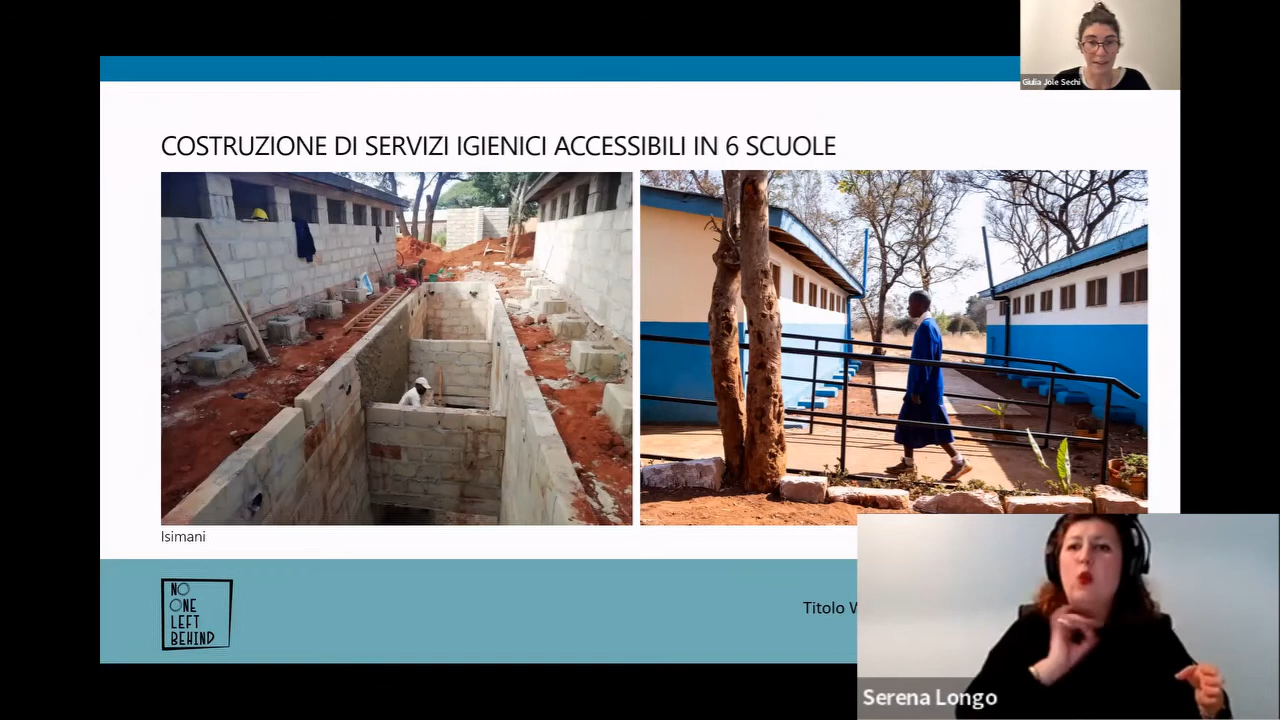 Giulia Jole Sechi
COSTRUZIONE DI SERVIZI IGIENICI ACCESSIBILI IN 6 SCUOLE
Isimani
NO
ONE
LEFT
BEHIND
Titolo
Serena Longo